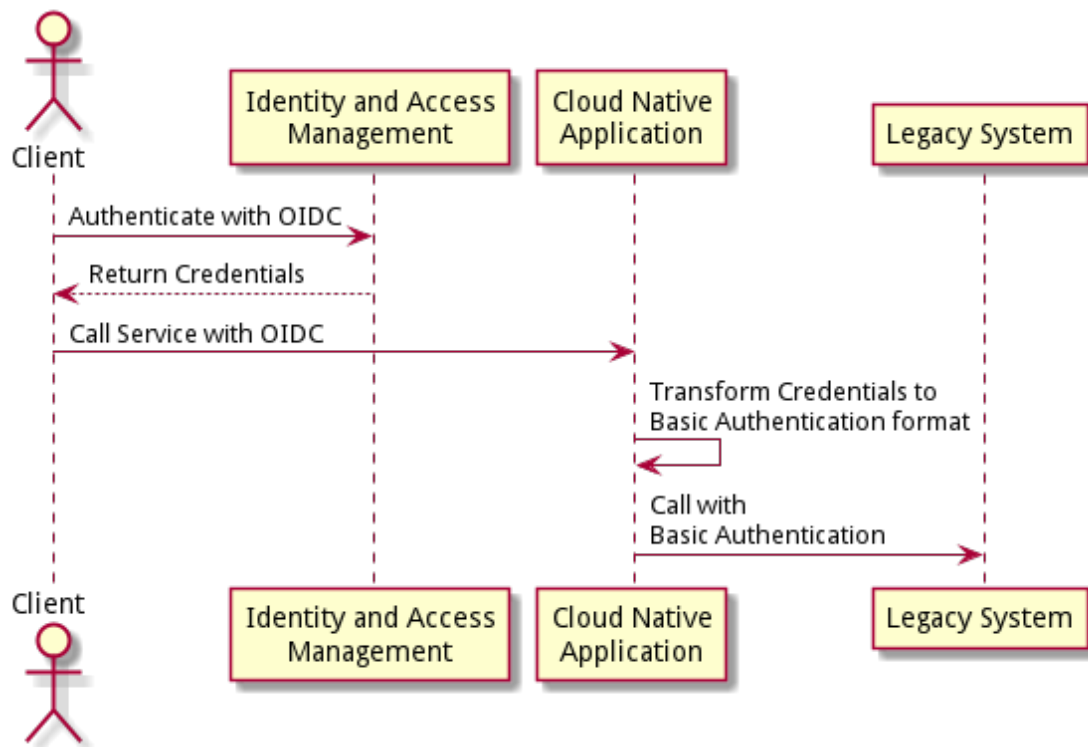 Client
Identity and Access
Management
Cloud Native
Application
Legacy System
Authenticate with OIDC
Return Credentials
Call Service with OIDC
Transform Credentials to
Basic Authentication format
Call with
Basic Authentication
Client
Identity and Access
Management
Cloud Native
Application
Legacy System